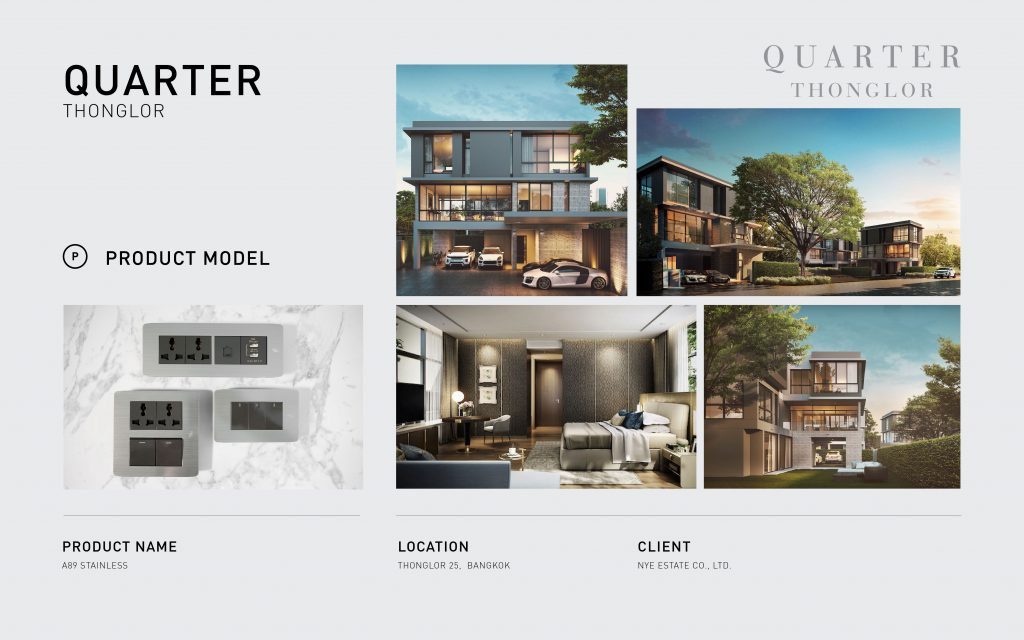 QUARTER
THONGLOR
QUARTER
THONGLOR
P
PRODUCT MODEL
PRODUCT NAME
A89 STAINLESS
LOCATION
THONGLOR 25, BANGKOK
CLIENT
NYE ESTATE CO., LTD.